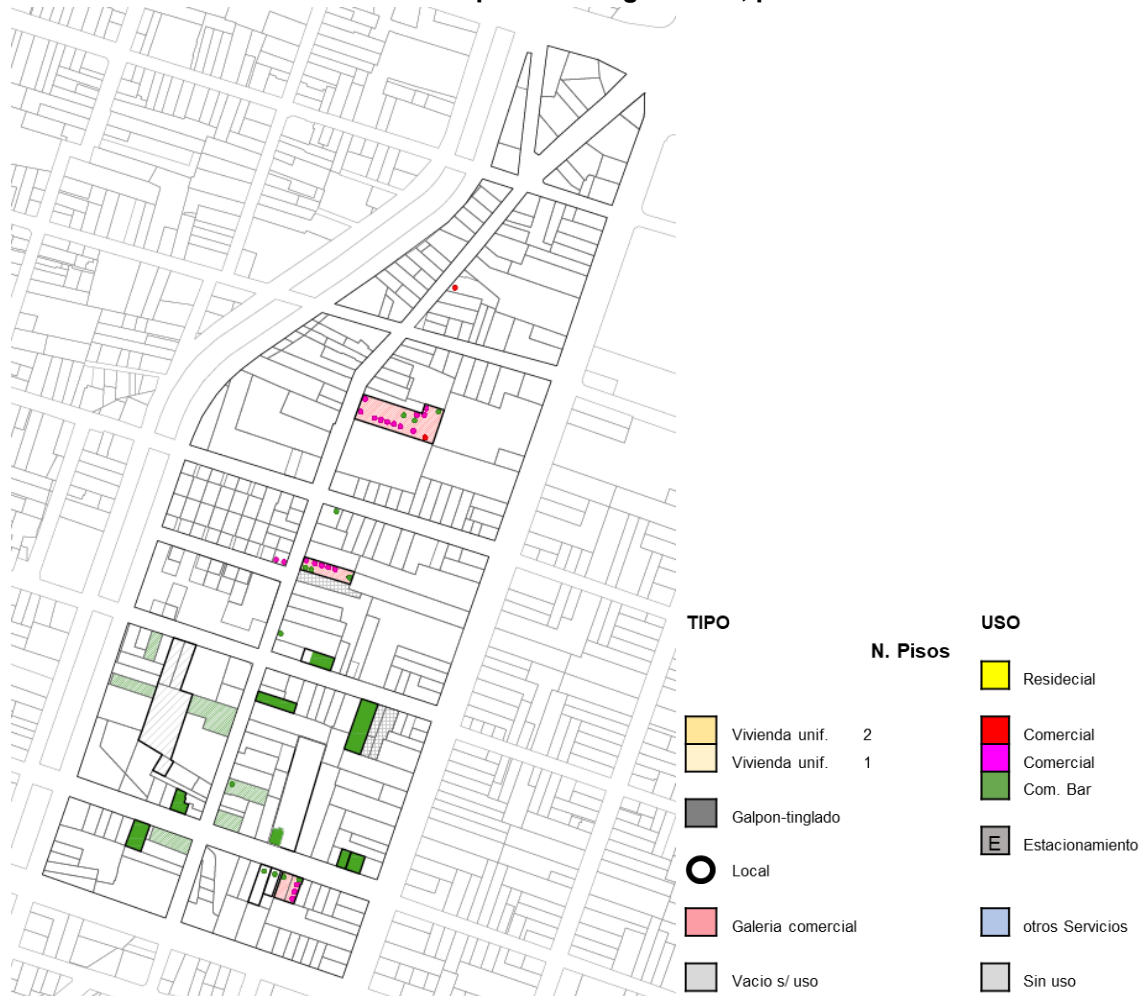 TIPO
N. Pisos
Vivienda unif. 2
Vivienda unif. 1
Galpon-tinglado
Local
Galeria comercial
Vacio s/ uso
USO
Residecial
Comercial
Comercial
Com. Bar
E Estacionamiento
otros Servicios
Sin uso